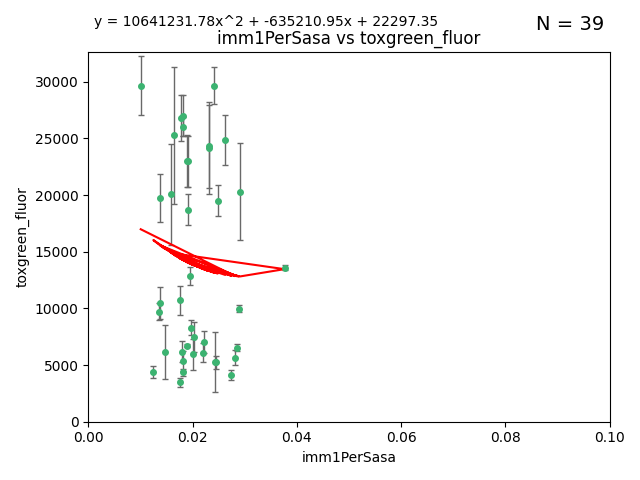 y = 10641231.78x^2 + -635210.95x + 22297.35
N = 39
imm1PerSasa vs toxgreen_fluor
30000
25000
20000
15000
10000
5000
0
toxgreen_fluor
0.00 0.02 0.04 0.06 0.08 0.10
imm1PerSasa